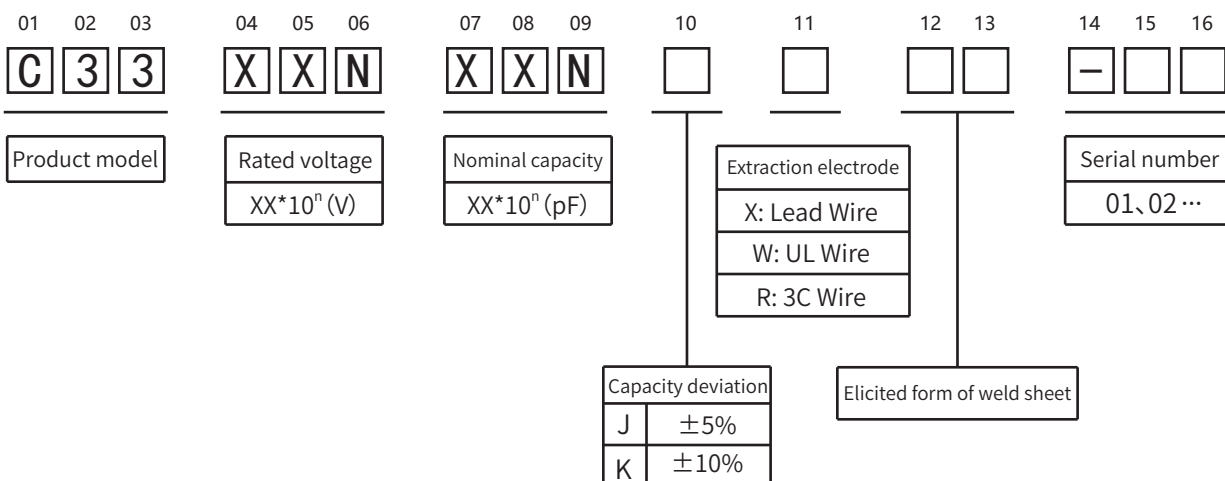 01 02 03 04 05 06 07 08 09 10 11 12 13 14 15 16
C 3 3 X X N X X N -
Product model
Rated voltage
XX*10ⁿ (V)
Nominal capacity
XX*10ⁿ (pF)
Extraction electrode
X: Lead Wire
W: UL Wire
R: 3C Wire
Serial number
01、02···
Capacity deviation
J ±5%
K ±10%
Elicited form of weld sheet